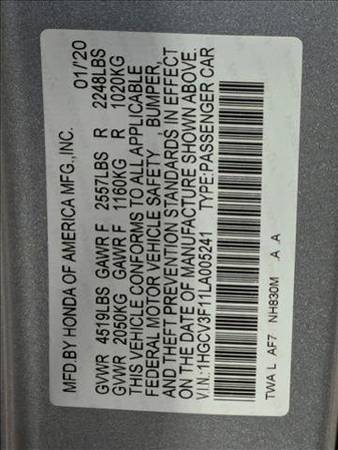 MFD.BY HONDA OF AMERICA MFG.,INC. 01/'20
GVWR 4519LBS GAWR F 2557LBS R 2248LBS
GVWR 2050KG GAWR F 1160KG R 1020KG
THIS VEHICLE CONFORMS TO ALL APPLICABLE
FEDERAL MOTOR VEHICLE SAFETY , BUMPER,
AND THEFT PREVENTION STANDARDS IN EFFECT
ON THE DATE OF MANUFACTURE SHOWN ABOVE.
V.I.N.:1HGCV3F11LA005241 TYPE:PASSENGER CAR
TWA L AF7 NH830M A A